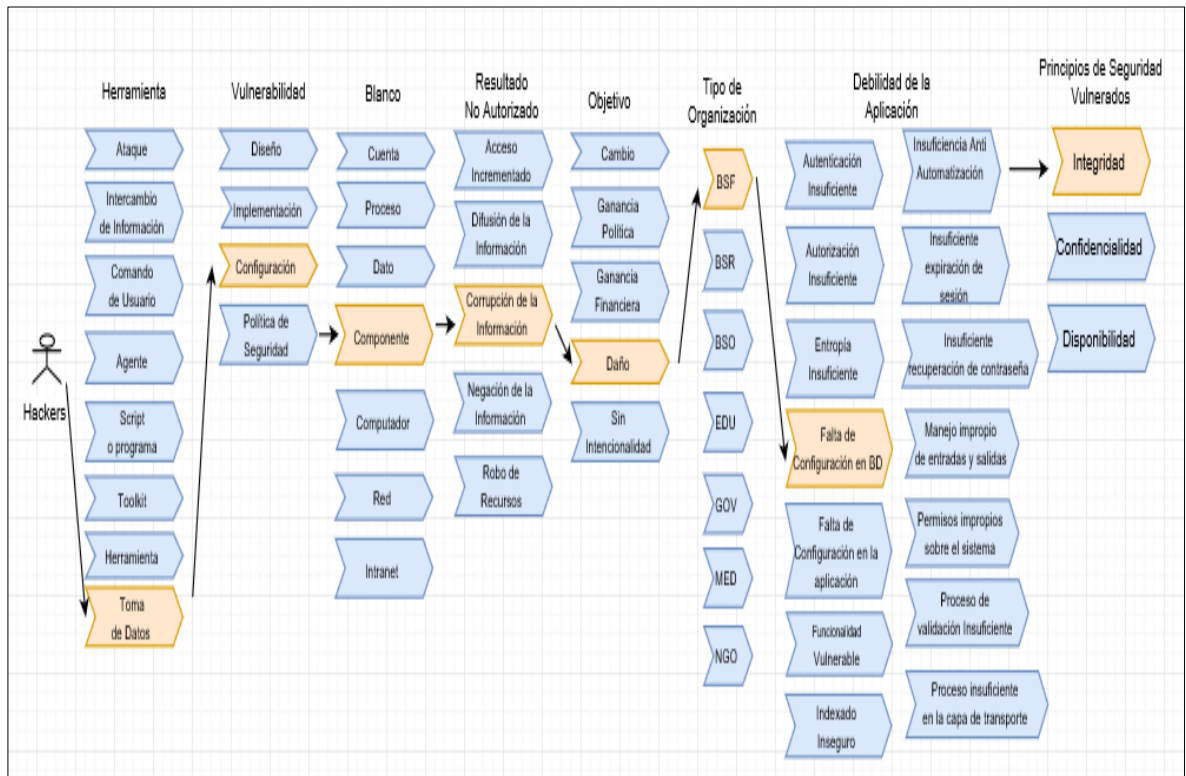 Herramienta
Ataque
Intercambio
de Información
Comando
de Usuario
Agente
Script
o programa
Toolkit
Herramienta
Toma
de Datos
Hackers
Vulnerabilidad
Diseño
Implementación
Configuración
Política de
Seguridad
Blanco
Cuenta
Proceso
Dato
Componente
Computador
Red
Intranet
Resultado
No Autorizado
Acceso
Incrementado
Difusión de la
Información
Corrupción de la
Información
Negación de la
Información
Robo de
Recursos
Objetivo
Cambio
Ganancia
Política
Ganancia
Financiera
Daño
Sin
Intencionalidad
Tipo de
Organización
BSF
BSR
BSO
EDU
GOV
MED
NGO
Debilidad de la
Aplicación
Autenticación
Insuficiente
Autorización
Insuficiente
Entropía
Insuficiente
Falta de
Configuración en BD
Falta de
Configuración en la
aplicación
Funcionalidad
Vulnerable
Indexado
Inseguro
Insuficiencia Anti
Automatización
Insuficiente
expiración de
sesión
Insuficiente
recuperación de contraseña
Manejo impropio
de entradas y salidas
Permisos impropios
sobre el sistema
Proceso de
validación Insuficiente
Proceso insuficiente
en la capa de transporte
Principios de Seguridad
Vulnerados
Integridad
Confidencialidad
Disponibilidad